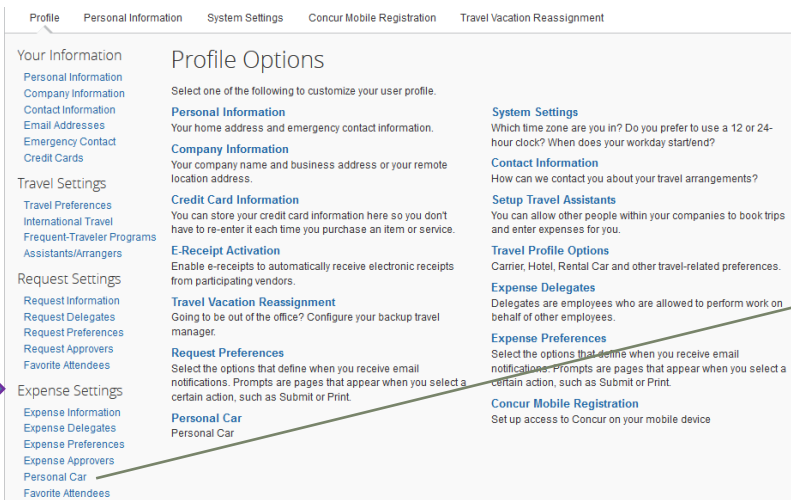 Profile Personal Information System Settings Concur Mobile Registration Travel Vacation Reassignment
Your Information
Personal Information
Company Information
Contact Information
Email Addresses
Emergency Contact
Credit Cards
Travel Settings
Travel Preferences
International Travel
Frequent-Traveler Programs
Assistants/Arrangers
Request Settings
Request Information
Request Delegates
Request Preferences
Request Approvers
Favorite Attendees
Expense Settings
Expense Information
Expense Delegates
Expense Preferences
Expense Approvers
Personal Car
Favorite Attendees
Profile Options
Select one of the following to customize your user profile.
Personal Information
Your home address and emergency contact information.
Company Information
Your company name and business address or your remote
location address.
Credit Card Information
You can store your credit card information here so you don't
have to re-enter it each time you purchase an item or service.
E-Receipt Activation
Enable e-receipts to automatically receive electronic receipts
from participating vendors.
Travel Vacation Reassignment
Going to be out of the office? Configure your backup travel
manager.
Request Preferences
Select the options that define when you receive email
notifications. Prompts are pages that appear when you select a
certain action, such as Submit or Print.
Personal Car
Personal Car
System Settings
Which time zone are you in? Do you prefer to use a 12 or 24-
hour clock? When does your workday start/end?
Contact Information
How can we contact you about your travel arrangements?
Setup Travel Assistants
You can allow other people within your companies to book trips
and enter expenses for you.
Travel Profile Options
Carrier, Hotel, Rental Car and other travel-related preferences.
Expense Delegates
Delegates are employees who are allowed to perform work on
behalf of other employees.
Expense Preferences
Select the options that define when you receive email
notifications. Prompts are pages that appear when you select a
certain action, such as Submit or Print.
Concur Mobile Registration
Set up access to Concur on your mobile device